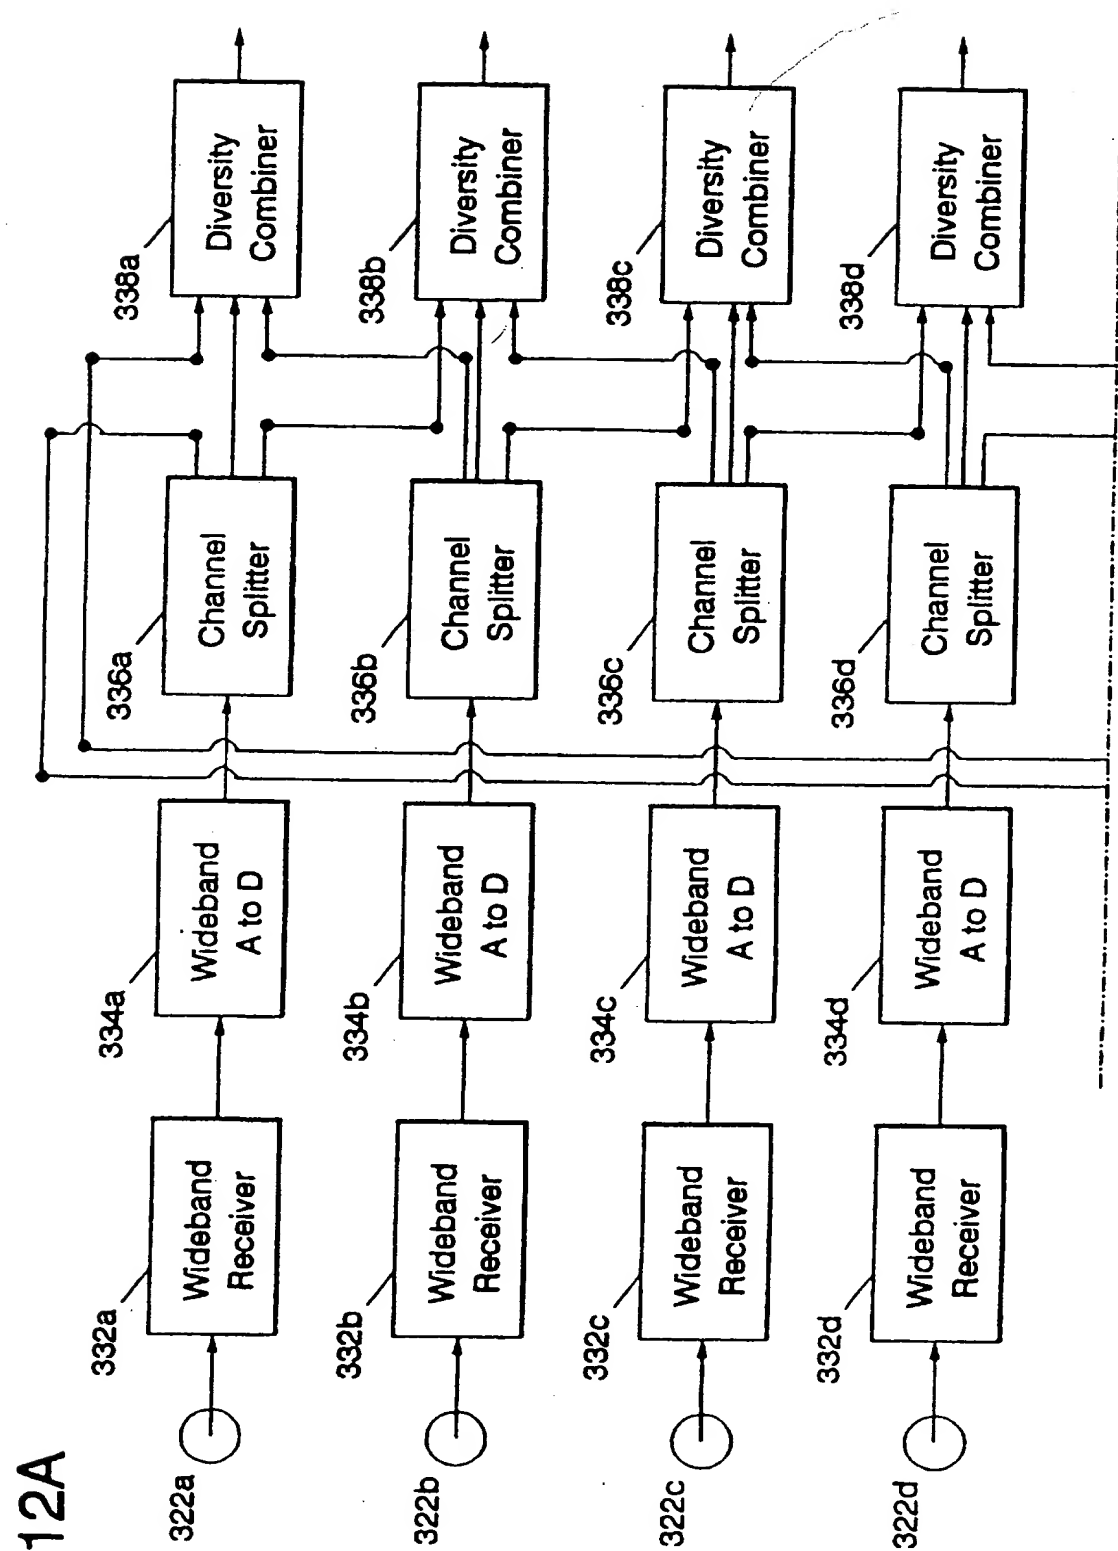 12A
322a
332a
Wideband
Receiver
334a
Wideband
A to D
336a
Channel
Splitter
338a
Diversity
Combiner
322b
332b
Wideband
Receiver
334b
Wideband
A to D
336b
Channel
Splitter
338b
Diversity
Combiner
322c
332c
Wideband
Receiver
334c
Wideband
A to D
336c
Channel
Splitter
338c
Diversity
Combiner
322d
332d
Wideband
Receiver
334d
Wideband
A to D
336d
Channel
Splitter
338d
Diversity
Combiner